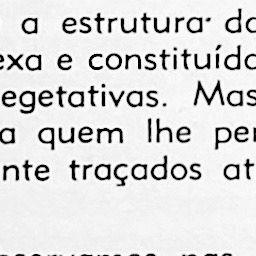 a estrutura da
exa e constituída
egetativas. Mas
a quem lhe per
nte traçados at